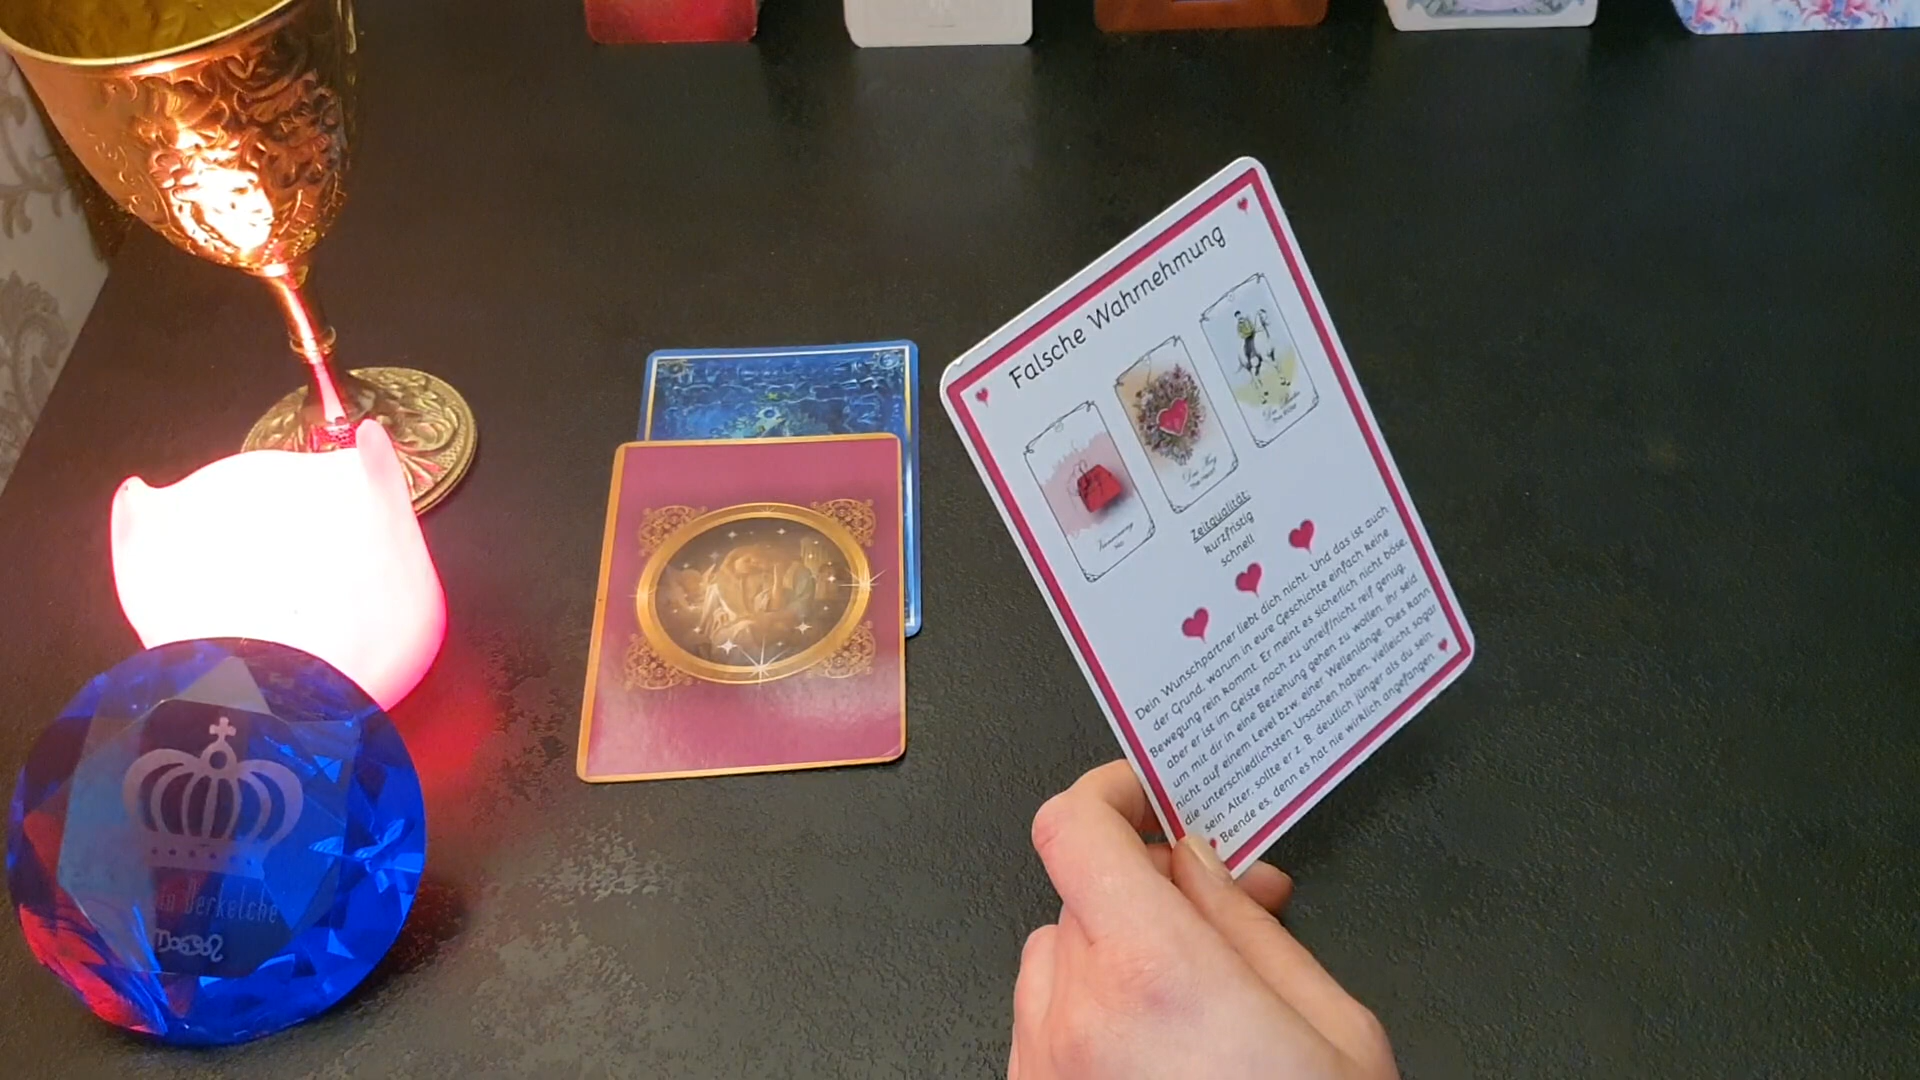 Falsche Wahrnehmung
Das Herz
Der Reiter
Zeitqualität:
kurzfristig
schnell
Dein Wunschpartner liebt dich nicht. Und das ist auch
der Grund, warum in eure Geschichte einfach keine
Bewegung rein kommt. Er meint es sicherlich nicht böse,
aber er ist im Geiste noch zu unreif/nicht reif genug,
um mit dir in eine Beziehung gehen zu wollen. Ihr seid
nicht auf einem Level bzw. einer Wellenlänge. Dies kann
die unterschiedlichsten Ursachen haben, vielleicht sogar
sein Alter, sollte er z. B. deutlich jünger als du sein.
Beende es, denn es hat nie wirklich angefangen.